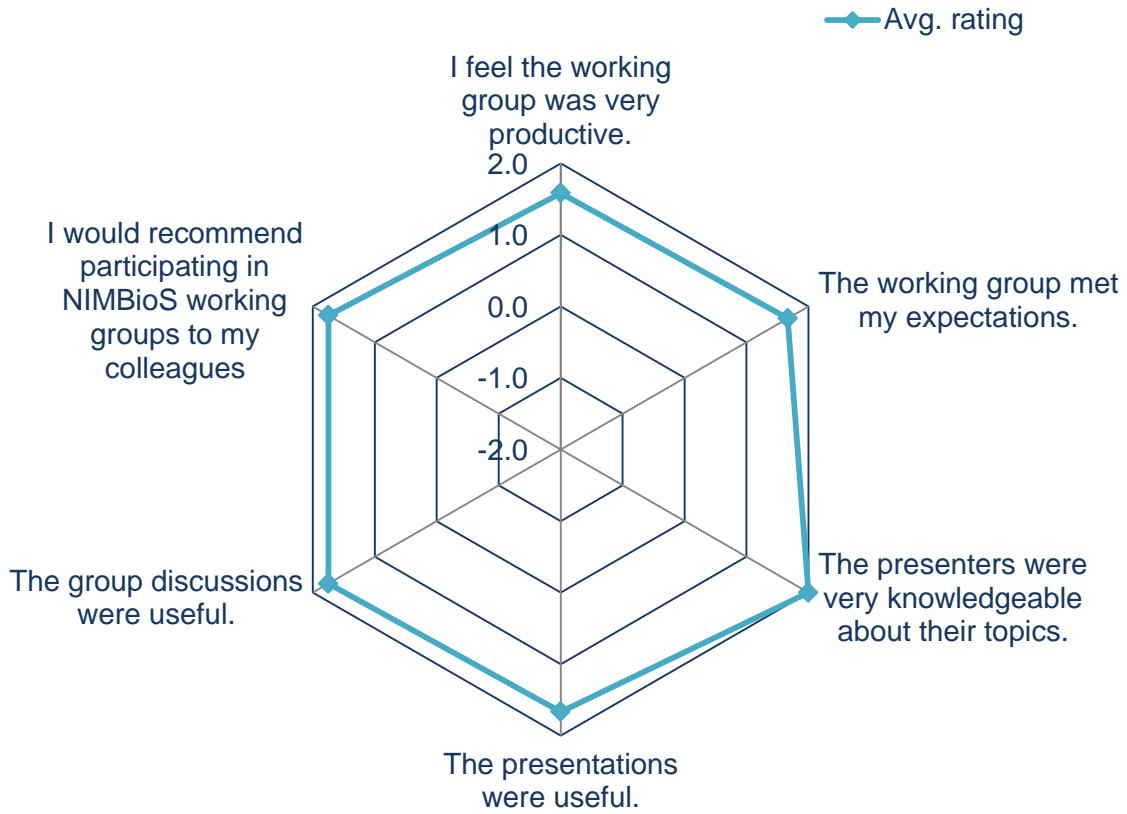 Avg. rating
I feel the working
group was very
productive.
2.0
1.0
0.0
-1.0
-2.0
The working group met
my expectations.
The presenters were
very knowledgeable
about their topics.
The presentations
were useful.
The group discussions
were useful.
I would recommend
participating in
NIMBioS working
groups to my
colleagues